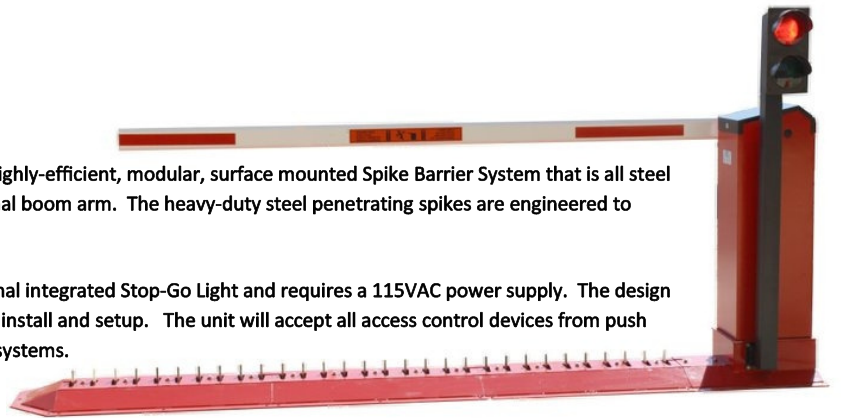 ighly-efficient, modular, surface mounted Spike Barrier System that is all steel
al boom arm.  The heavy-duty steel penetrating spikes are engineered to
nal integrated Stop-Go Light and requires a 115VAC power supply.  The design
install and setup.   The unit will accept all access control devices from push
systems.